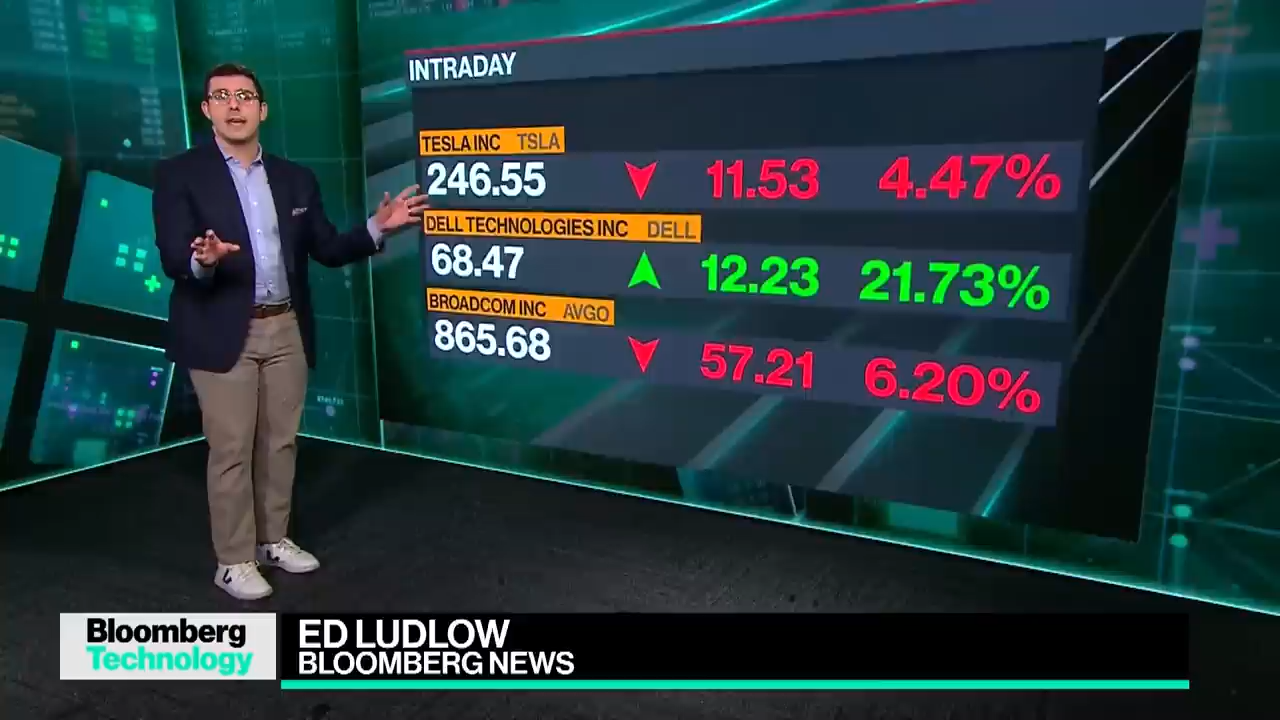 INTRADAY
TESLA INC TSLA
246.55 11.53 4.47%
DELL TECHNOLOGIES INC DELL
68.47 12.23 21.73%
BROADCOM INC AVGO
865.68 57.21 6.20%
Bloomberg
Technology
ED LUDLOW
BLOOMBERG NEWS